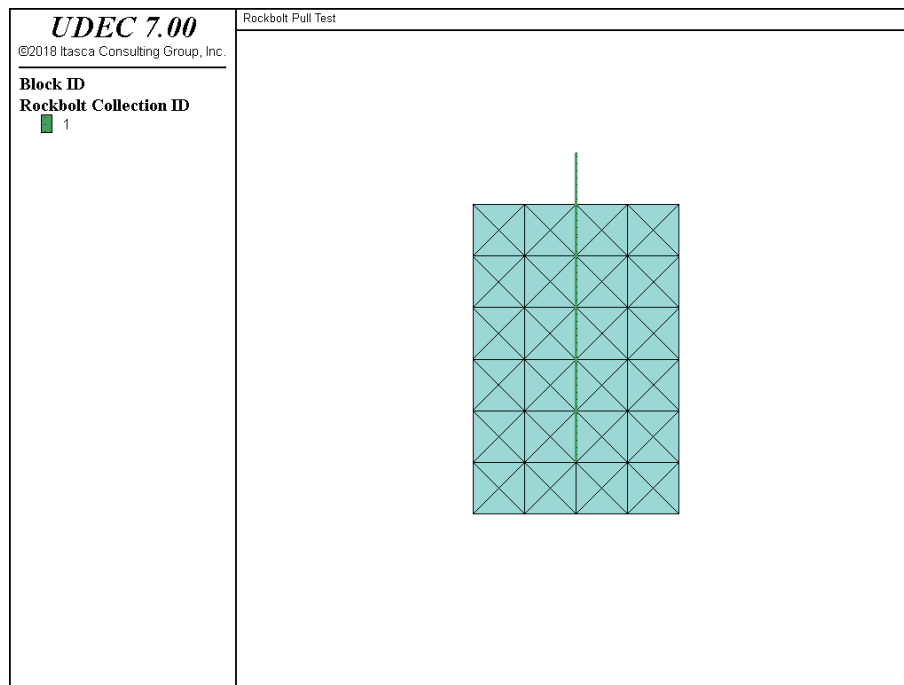 UDEC 7.00
©2018 Itasca Consulting Group, Inc.
Block ID
Rockbolt Collection ID
1
Rockbolt Pull Test